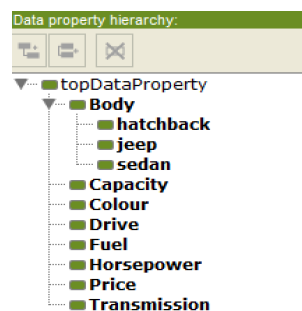 Data property hierarchy:
topDataProperty
Body
hatchback
jeep
sedan
Capacity
Colour
Drive
Fuel
Horsepower
Price
Transmission